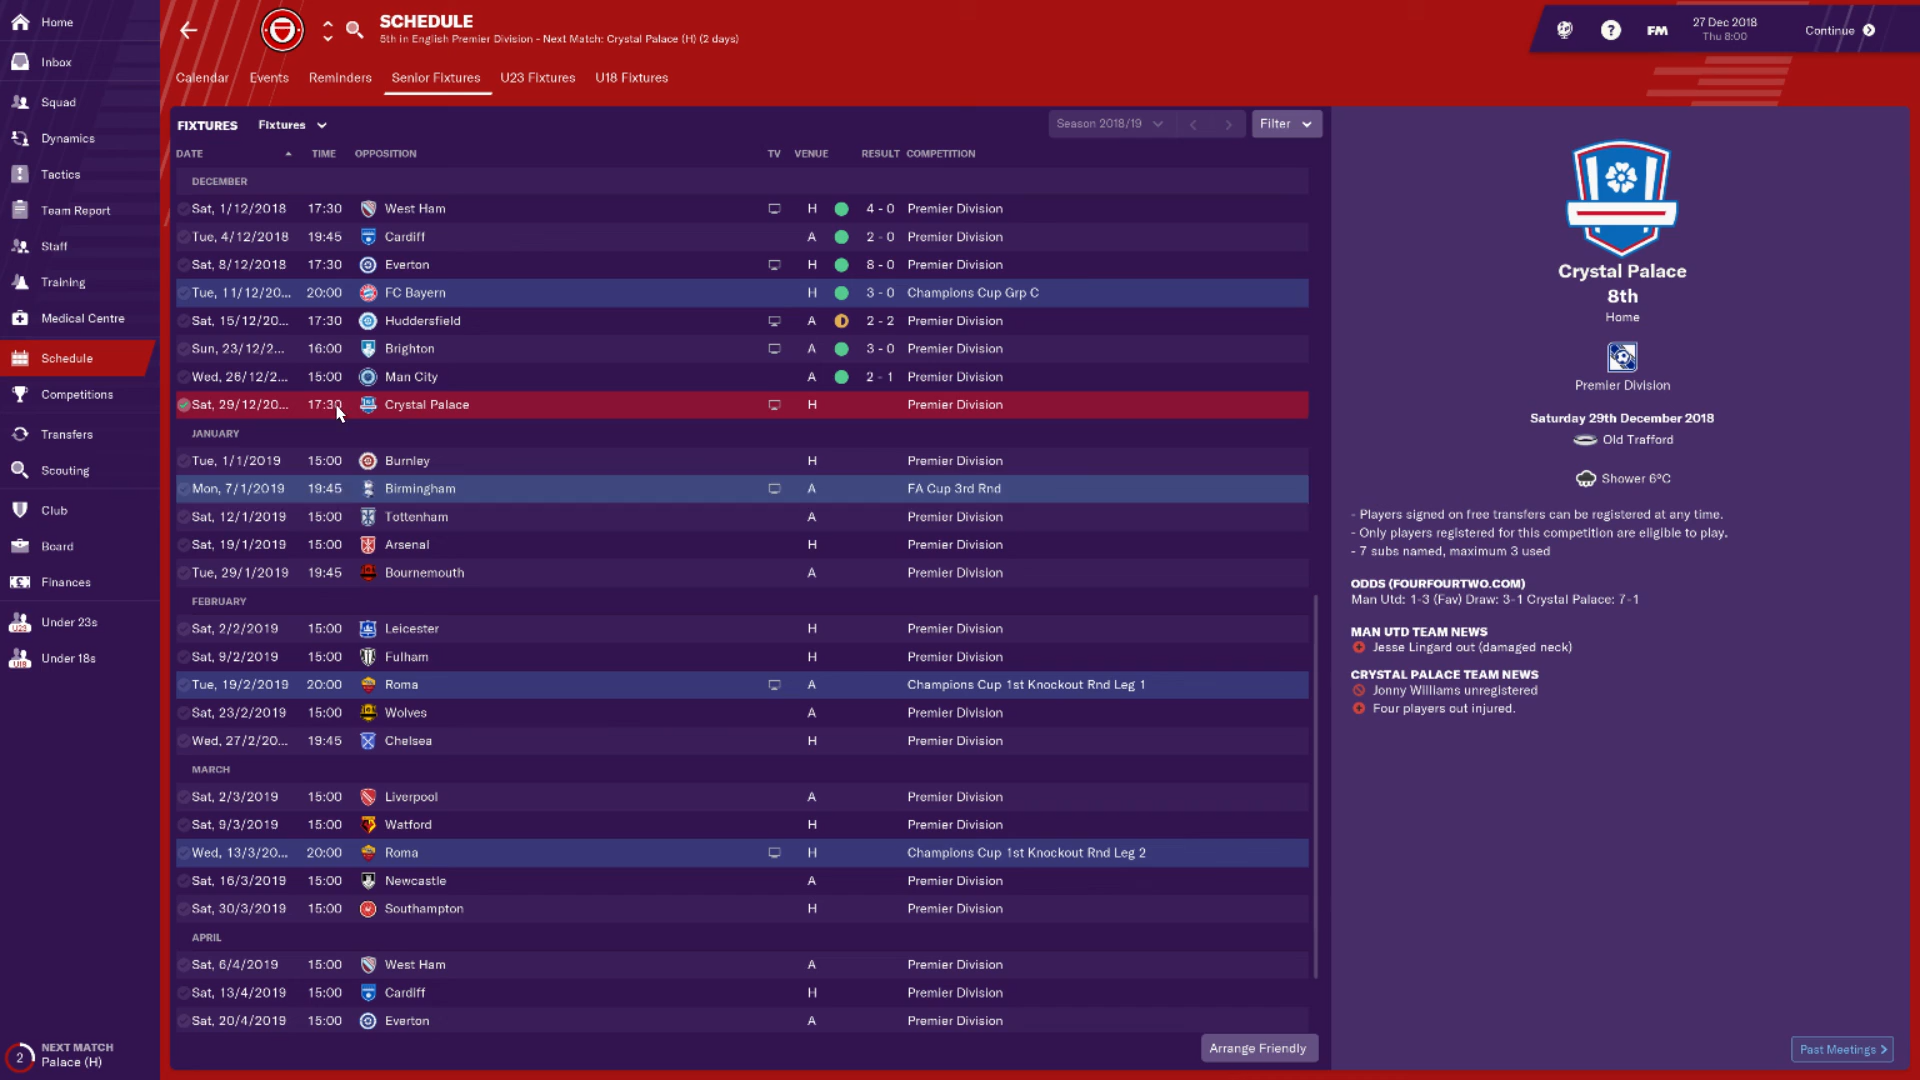 Home
Inbox
Squad
Dynamics
Tactics
Team Report
Staff
Training
Medical Centre
Schedule
Competitions
Transfers
Scouting
Club
Board
Finances
Under 23s
Under 18s
2 NEXT MATCH
Palace (H)
SCHEDULE
5th in English Premier Division - Next Match: Crystal Palace (H) (2 days)
FM
27 Dec 2018
Thu 8:00
Continue
Calendar Events Reminders Senior Fixtures U23 Fixtures U18 Fixtures
FIXTURES Fixtures Season 2018/19 Filter
DATE TIME OPPOSITION TV VENUE RESULT COMPETITION
DECEMBER
Sat, 1/12/2018 17:30 West Ham H 4 - 0 Premier Division
Tue, 4/12/2018 19:45 Cardiff A 2 - 0 Premier Division
Sat, 8/12/2018 17:30 Everton H 8 - 0 Premier Division
Tue, 11/12/20... 20:00 FC Bayern H 3 - 0 Champions Cup Grp C
Sat, 15/12/20... 17:30 Huddersfield A 2 - 2 Premier Division
Sun, 23/12/2... 16:00 Brighton A 3 - 0 Premier Division
Wed, 26/12/2... 15:00 Man City A 2 - 1 Premier Division
Sat, 29/12/20... 17:30 Crystal Palace H Premier Division
JANUARY
Tue, 1/1/2019 15:00 Burnley H Premier Division
Mon, 7/1/2019 19:45 Birmingham A FA Cup 3rd Rnd
Sat, 12/1/2019 15:00 Tottenham A Premier Division
Sat, 19/1/2019 15:00 Arsenal H Premier Division
Tue, 29/1/2019 19:45 Bournemouth A Premier Division
FEBRUARY
Sat, 2/2/2019 15:00 Leicester H Premier Division
Sat, 9/2/2019 15:00 Fulham H Premier Division
Tue, 19/2/2019 20:00 Roma A Champions Cup 1st Knockout Rnd Leg 1
Sat, 23/2/2019 15:00 Wolves A Premier Division
Wed, 27/2/20... 19:45 Chelsea H Premier Division
MARCH
Sat, 2/3/2019 15:00 Liverpool A Premier Division
Sat, 9/3/2019 15:00 Watford H Premier Division
Wed, 13/3/20... 20:00 Roma H Champions Cup 1st Knockout Rnd Leg 2
Sat, 16/3/2019 15:00 Newcastle A Premier Division
Sat, 30/3/2019 15:00 Southampton H Premier Division
APRIL
Sat, 6/4/2019 15:00 West Ham A Premier Division
Sat, 13/4/2019 15:00 Cardiff H Premier Division
Sat, 20/4/2019 15:00 Everton A Premier Division
Arrange Friendly
Crystal Palace
8th
Home
Premier Division
Saturday 29th December 2018
Old Trafford
Shower 6°C
- Players signed on free transfers can be registered at any time.
- Only players registered for this competition are eligible to play.
- 7 subs named, maximum 3 used
ODDS (FOURFOURTWO.COM)
Man Utd: 1-3 (Fav) Draw: 3-1 Crystal Palace: 7-1
MAN UTD TEAM NEWS
Jesse Lingard out (damaged neck)
CRYSTAL PALACE TEAM NEWS
Jonny Williams unregistered
Four players out injured.
Past Meetings